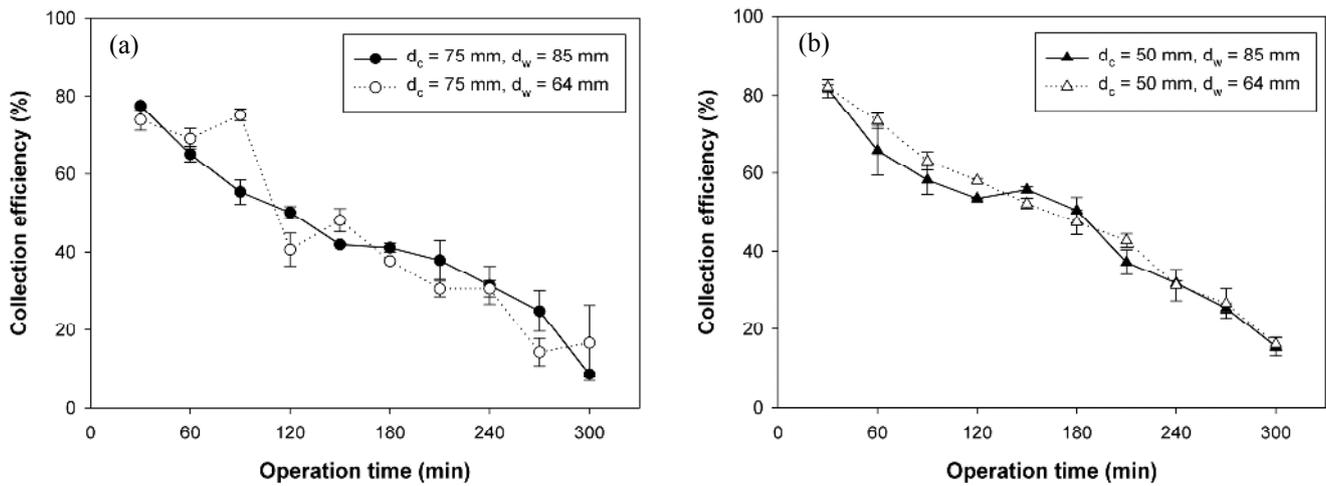 (a)
d_c = 75 mm, d_w = 85 mm
d_c = 75 mm, d_w = 64 mm
Collection efficiency (%)
100
80
60
40
20
0
0 60 120 180 240 300
Operation time (min)
(b)
d_c = 50 mm, d_w = 85 mm
d_c = 50 mm, d_w = 64 mm
Collection efficiency (%)
100
80
60
40
20
0
0 60 120 180 240 300
Operation time (min)